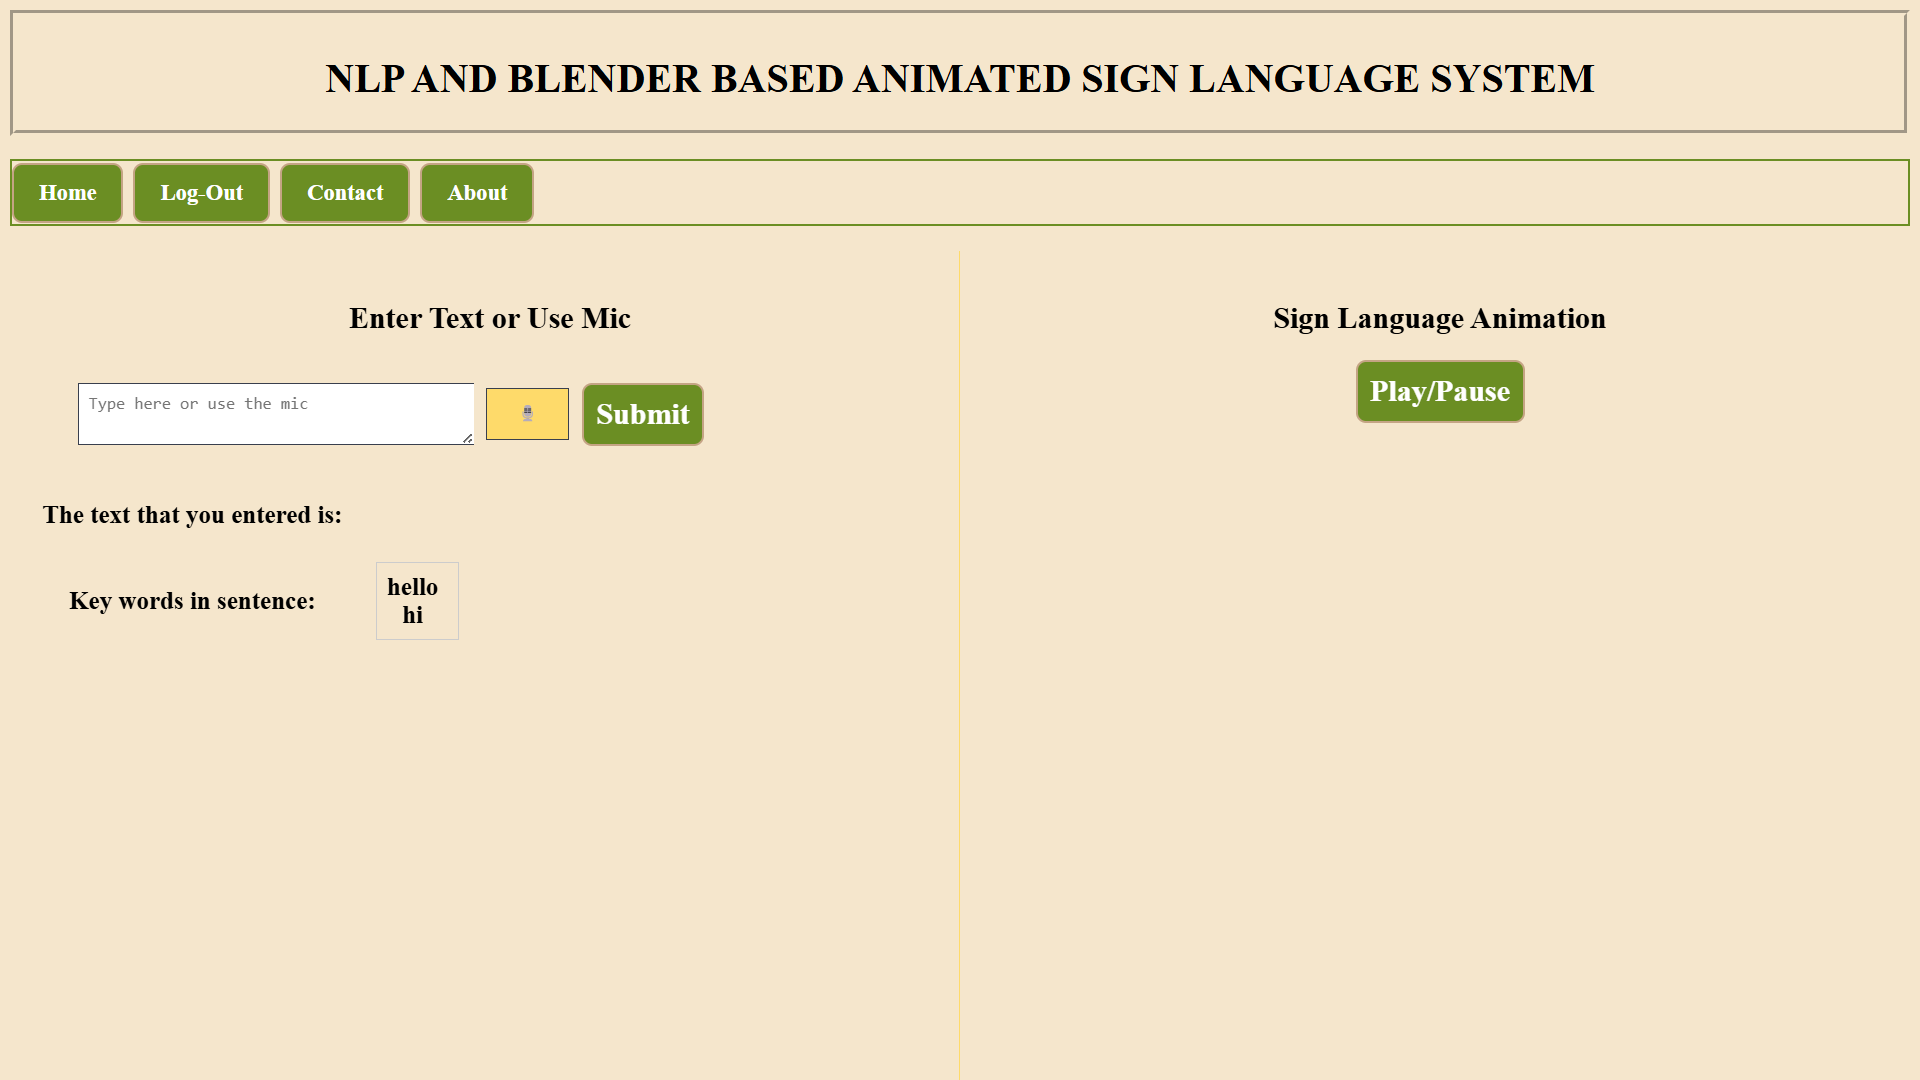 NLP AND BLENDER BASED ANIMATED SIGN LANGUAGE SYSTEM
Home Log-Out Contact About
Enter Text or Use Mic
Type here or use the mic
Submit
The text that you entered is:
Key words in sentence:
hello
hi
Sign Language Animation
Play/Pause